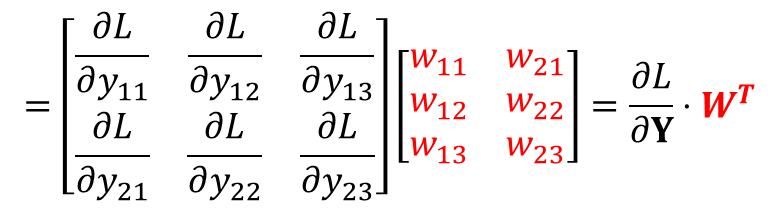 = [∂L/∂y₁₁ ∂L/∂y₁₂ ∂L/∂y₁₃
∂L/∂y₂₁ ∂L/∂y₂₂ ∂L/∂y₂₃] [w₁₁ w₂₁
w₁₂ w₂₂
w₁₃ w₂₃] = ∂L/∂Y · Wᵀ